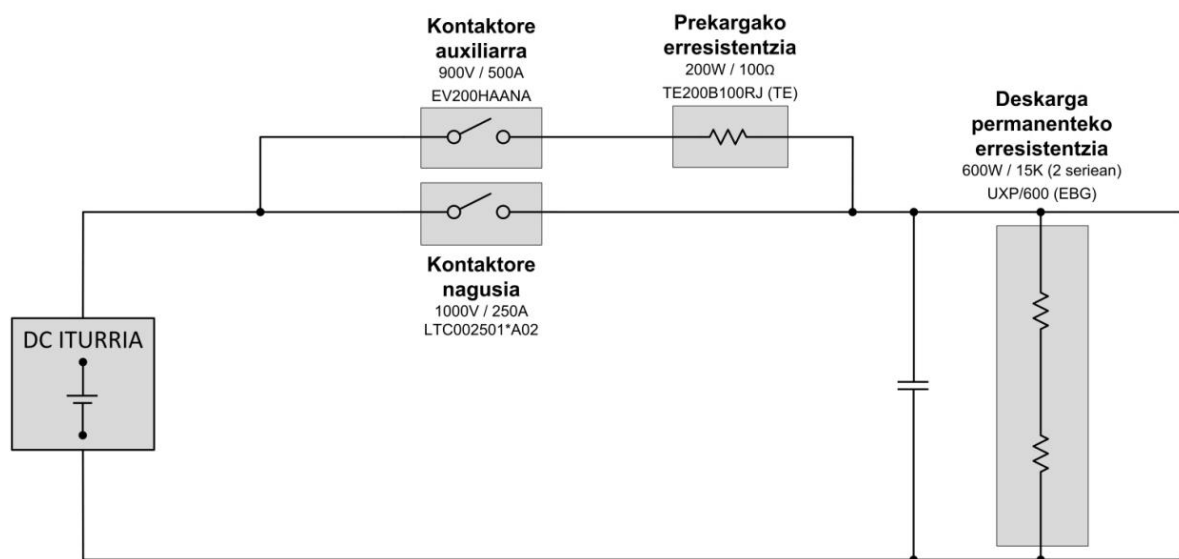 Kontaktore
auxiliarra
900V / 500A
EV200HAANA
Prekargako
erresistentzia
200W / 100Ω
TE200B100RJ (TE)
Deskarga
permanenteko
erresistentzia
600W / 15K (2 seriean)
UXP/600 (EBG)
Kontaktore
nagusia
1000V / 250A
LTC002501*A02
DC ITURRIA